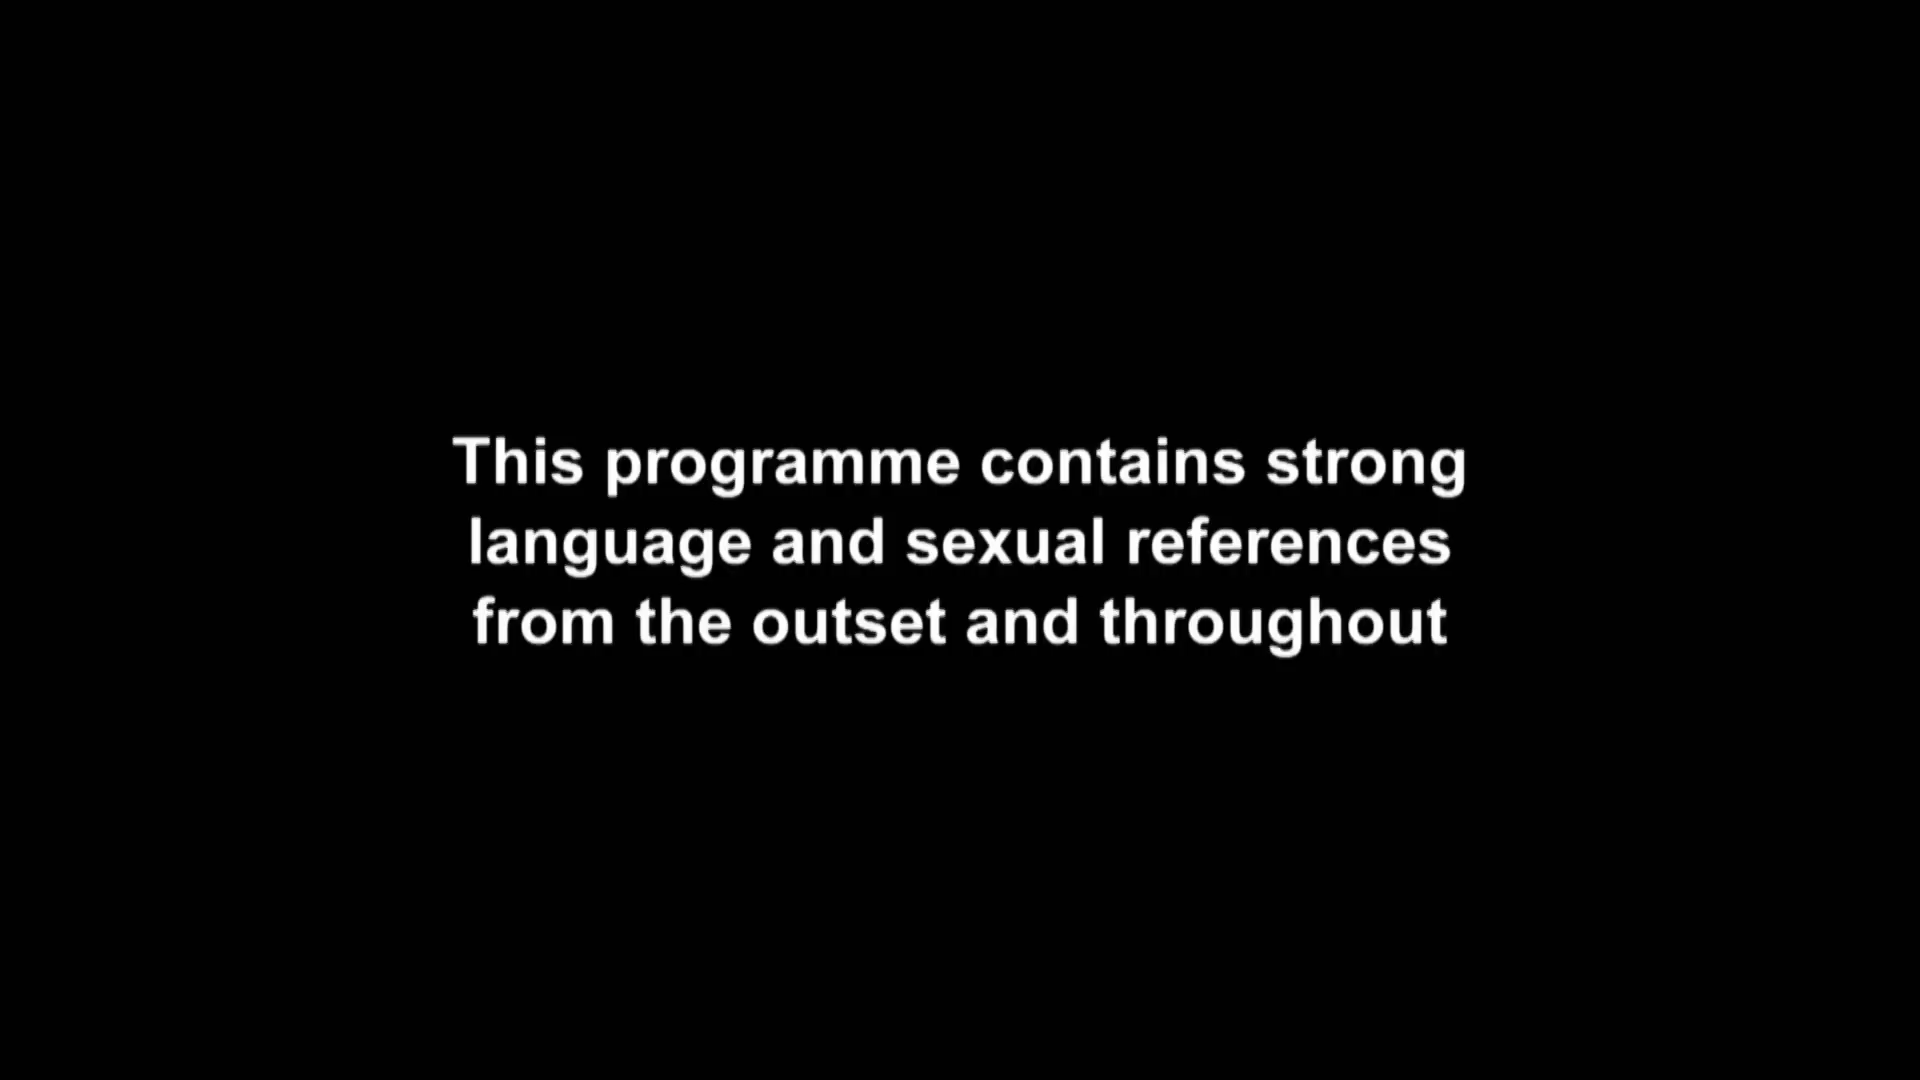 This programme contains strong
language and sexual references
from the outset and throughout